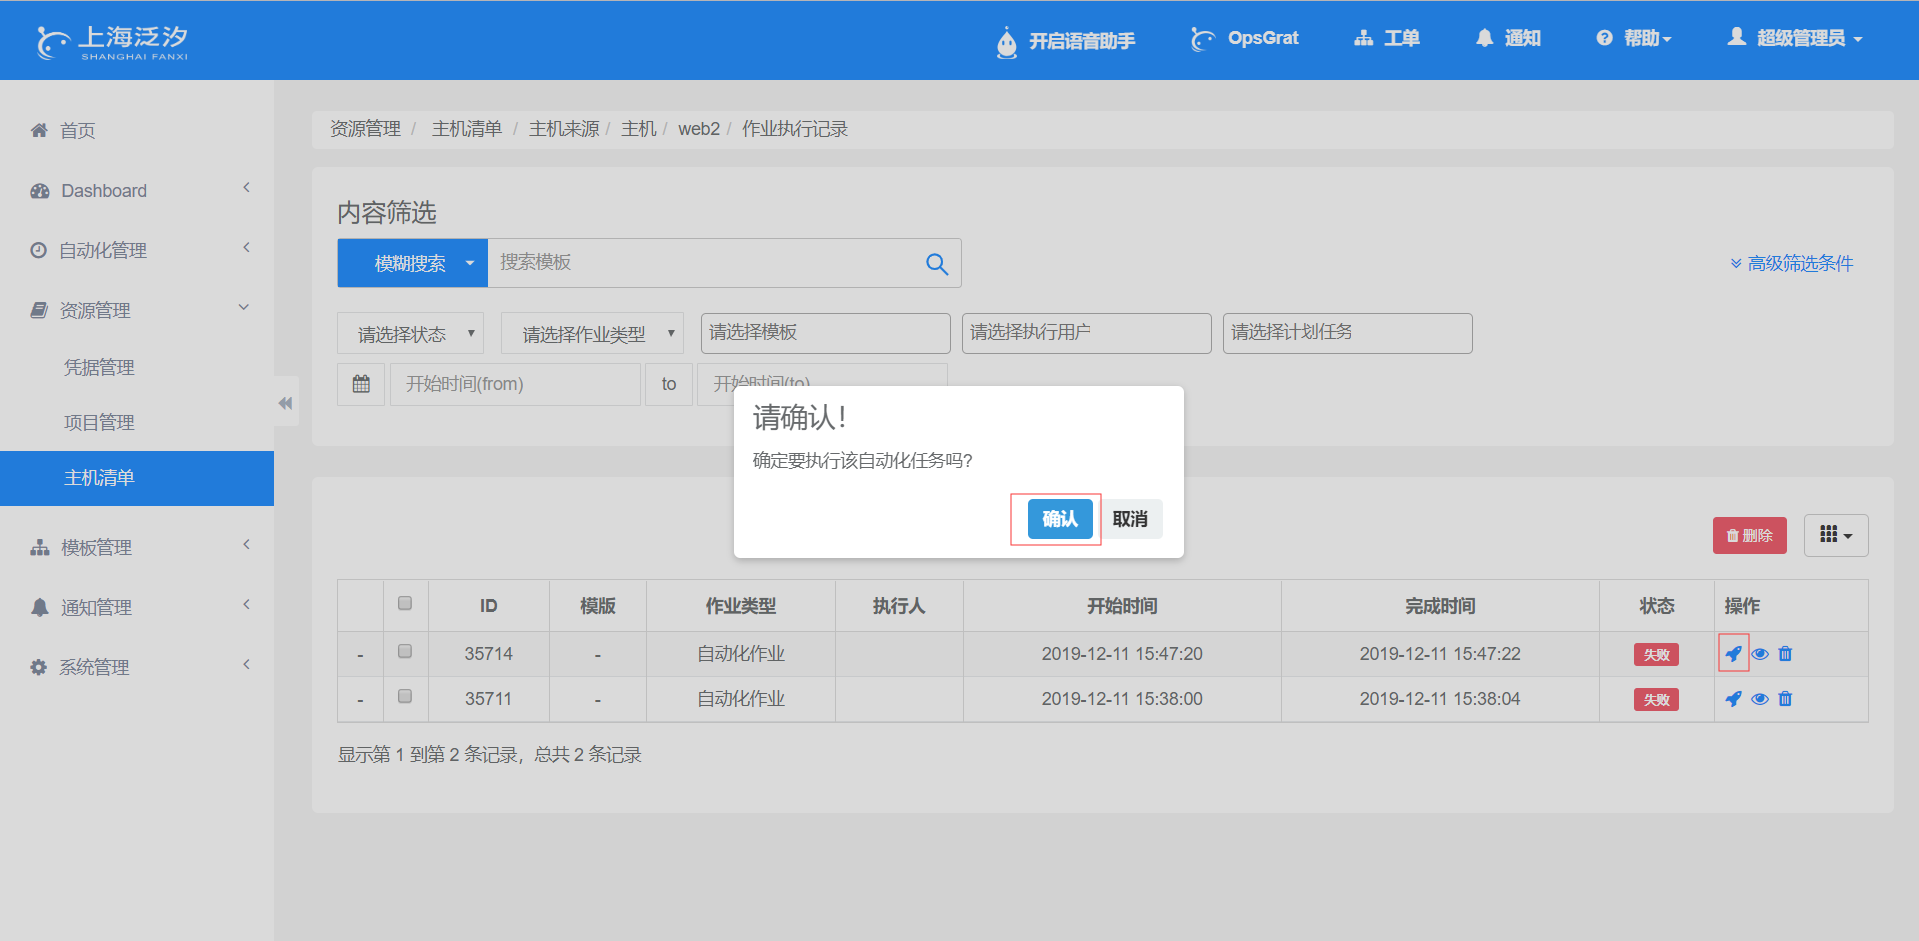 上海泛汐
SHANGHAI FANXI
开启语音助手
OpsGrat
工单
通知
帮助
超级管理员
首页
Dashboard
自动化管理
资源管理
凭据管理
项目管理
主机清单
模板管理
通知管理
系统管理
资源管理 / 主机清单 / 主机来源 / 主机 / web2 / 作业执行记录
内容筛选
模糊搜索
搜索模板
高级筛选条件
请选择状态
请选择作业类型
请选择模板
请选择执行用户
请选择计划任务
开始时间(from)
to
开始时间(to)
请确认！
确定要执行该自动化任务吗?
确认
取消
删除
ID 模版 作业类型 执行人 开始时间 完成时间 状态 操作
- 35714 - 自动化作业 2019-12-11 15:47:20 2019-12-11 15:47:22 失败
- 35711 - 自动化作业 2019-12-11 15:38:00 2019-12-11 15:38:04 失败
显示第 1 到第 2 条记录，总共 2 条记录